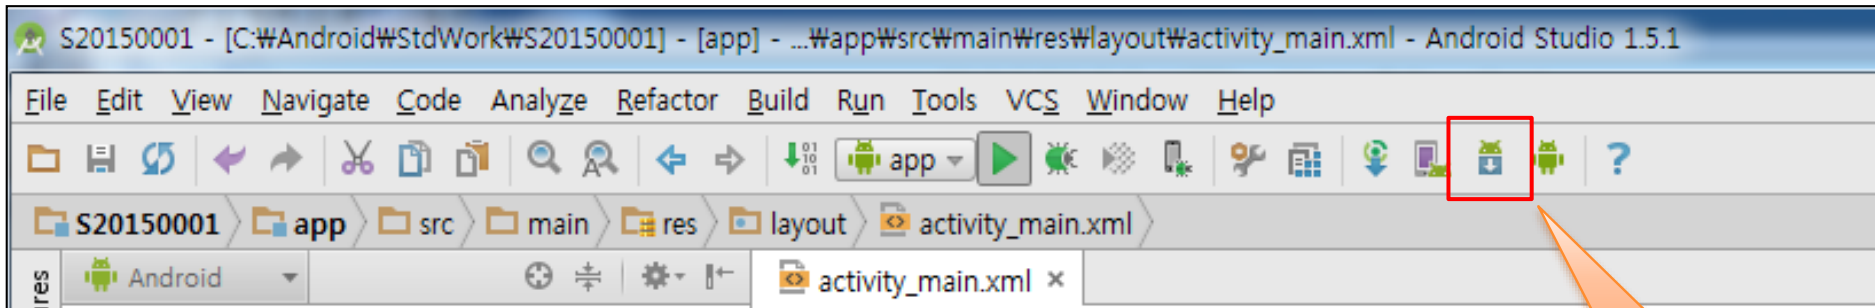 S20150001 - [C:₩Android₩StdWork₩S20150001] - [app] - ...₩app₩src₩main₩res₩layout₩activity_main.xml - Android Studio 1.5.1
File Edit View Navigate Code Analyze Refactor Build Run Tools VCS Window Help
app
S20150001 app src main res layout activity_main.xml
Android activity_main.xml